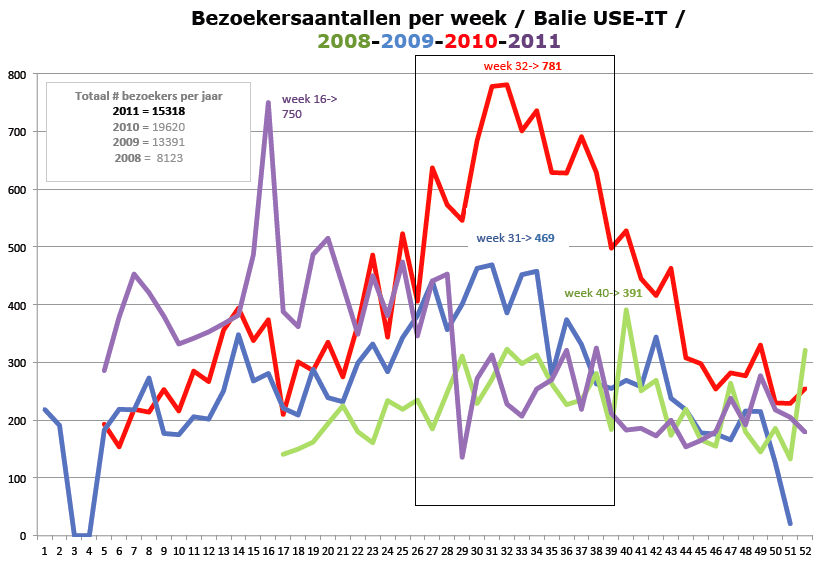 Bezoekersaantallen per week / Balie USE-IT /
2008-2009-2010-2011
week 32-> 781
800
Totaal # bezoekers per jaar
2011 = 15318
2010 = 19620
2009 = 13391
2008 = 8123
week 16->
750
700
600
500
week 31-> 469
week 40-> 391
400
300
200
100
0
1 2 3 4 5 6 7 8 9 10 11 12 13 14 15 16 17 18 19 20 21 22 23 24 25 26 27 28 29 30 31 32 33 34 35 36 37 38 39 40 41 42 43 44 45 46 47 48 49 50 51 52